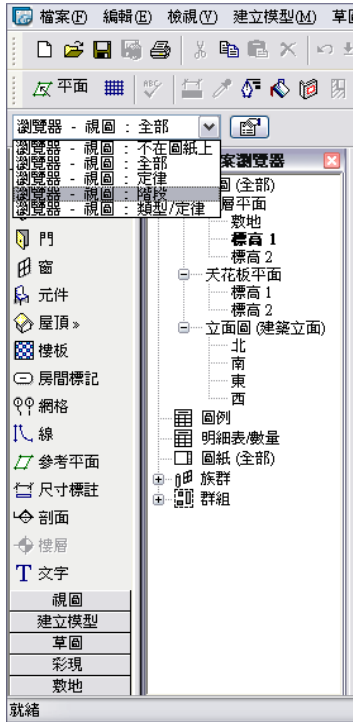 檔案(F) 編輯(E) 檢視(V) 建立模型(M)
平面
ABC
瀏覽器 - 視圖 : 全部
瀏覽器 - 視圖 : 不在圖紙上
瀏覽器 - 視圖 : 全部
瀏覽器 - 視圖 : 定律
瀏覽器 - 視圖 : 階段
瀏覽器 - 視圖 : 類型/定律
門
窗
元件
屋頂 »
樓板
房間標記
網格
線
參考平面
尺寸標註
剖面
樓層
T 文字
視圖
建立模型
草圖
彩現
敷地
案瀏覽器
(全部)
層平面
敷地
標高 1
標高 2
天花板平面
標高 1
標高 2
立面圖 (建築立面)
北
南
東
西
圖例
明細表/數量
圖紙 (全部)
族群
群組
就緒